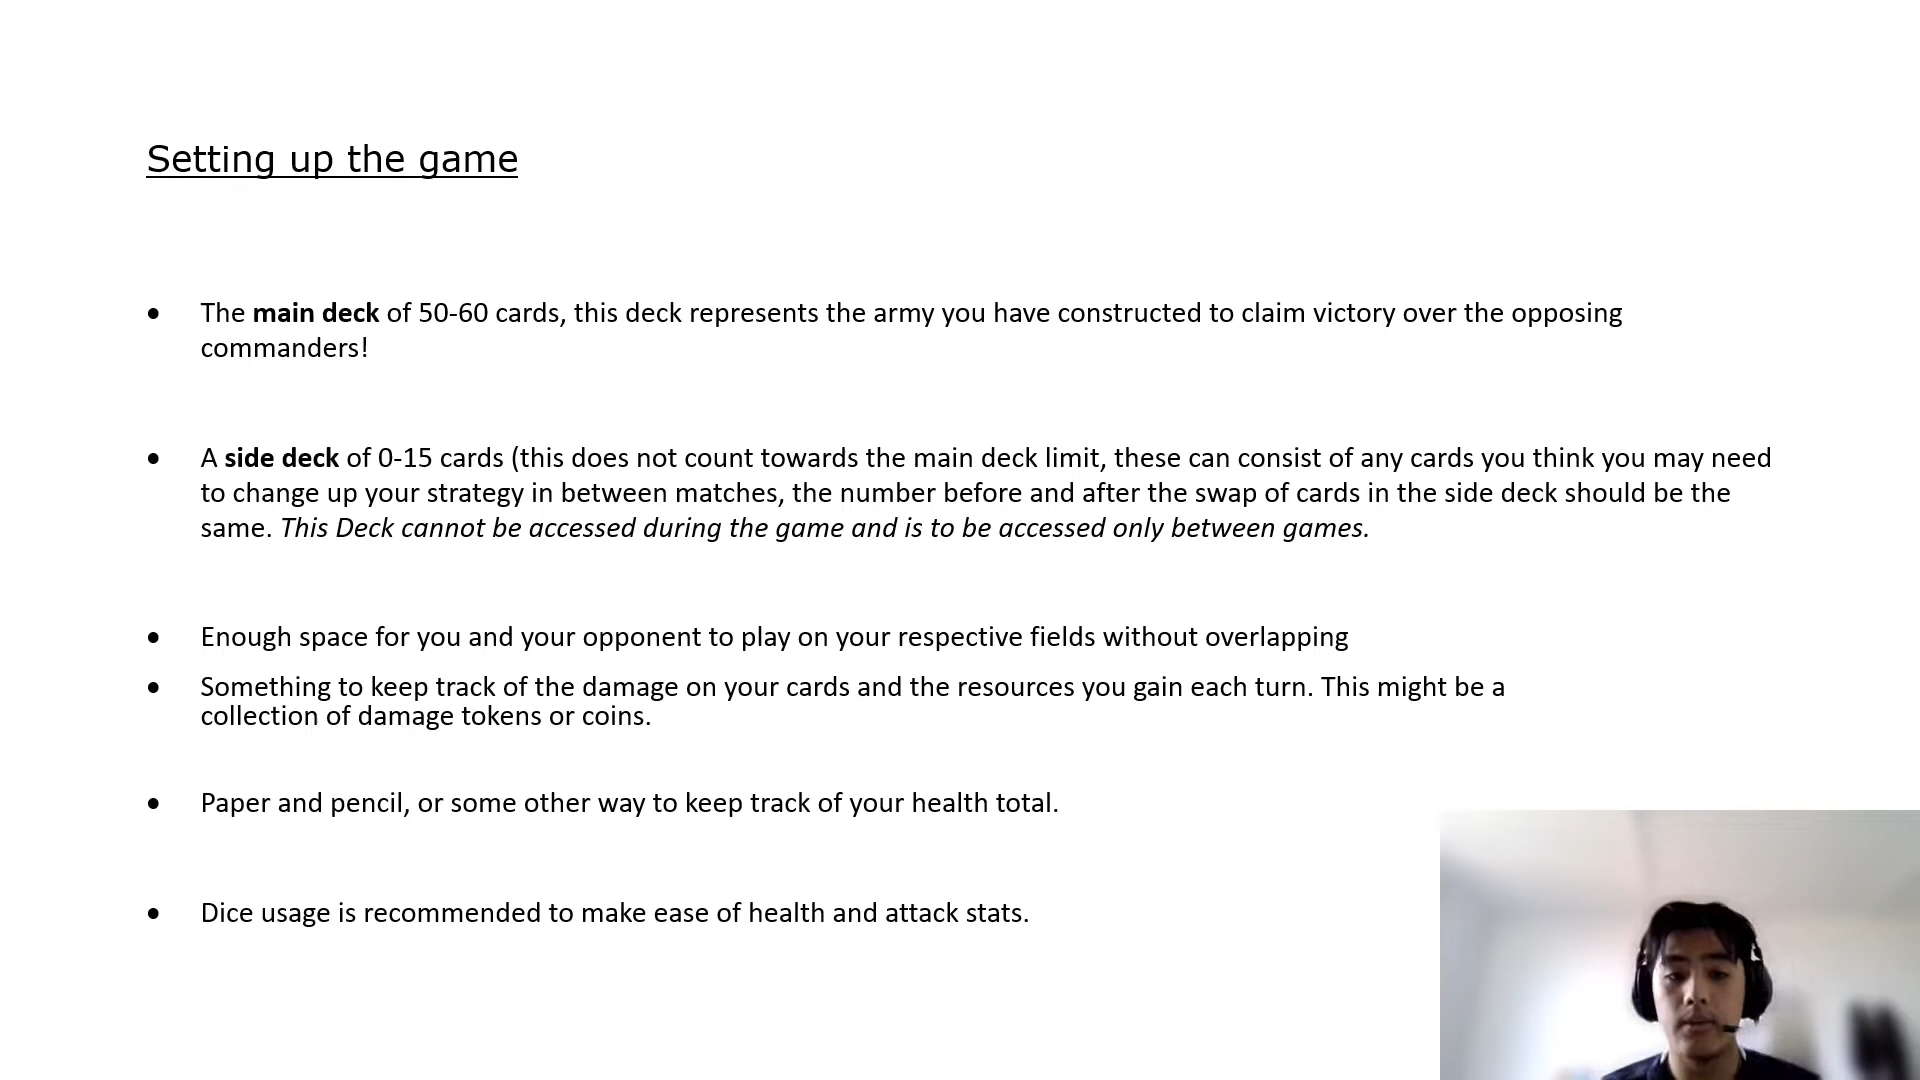 Setting up the game
• The main deck of 50-60 cards, this deck represents the army you have constructed to claim victory over the opposing
commanders!
• A side deck of 0-15 cards (this does not count towards the main deck limit, these can consist of any cards you think you may need
to change up your strategy in between matches, the number before and after the swap of cards in the side deck should be the
same. This Deck cannot be accessed during the game and is to be accessed only between games.
• Enough space for you and your opponent to play on your respective fields without overlapping
• Something to keep track of the damage on your cards and the resources you gain each turn. This might be a
collection of damage tokens or coins.
• Paper and pencil, or some other way to keep track of your health total.
• Dice usage is recommended to make ease of health and attack stats.